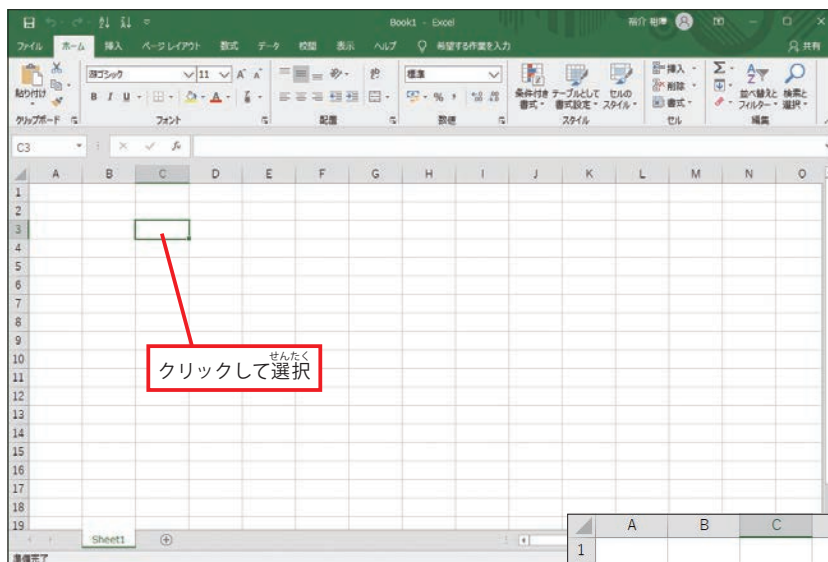 Book1 - Excel
ファイル ホーム 挿入 ページレイアウト 数式 データ 校閲 表示 ヘルプ 希望する作業を入力 共有
貼り付け
游ゴシック 11 A A
標準
B I U A
% ,
条件付き書式 テーブルとして書式設定 セルのスタイル
挿入
削除
書式
Σ
並べ替えとフィルター 検索と選択
クリップボード フォント 配置 数値 スタイル セル 編集
C3 fx
A B C D E F G H I J K L M N O
1
2
3
4
5
6
7
8
9
せんたく
10
クリックして選択
11
12
13
14
15
16
17
18
19
Sheet1
準備完了
A B C
1